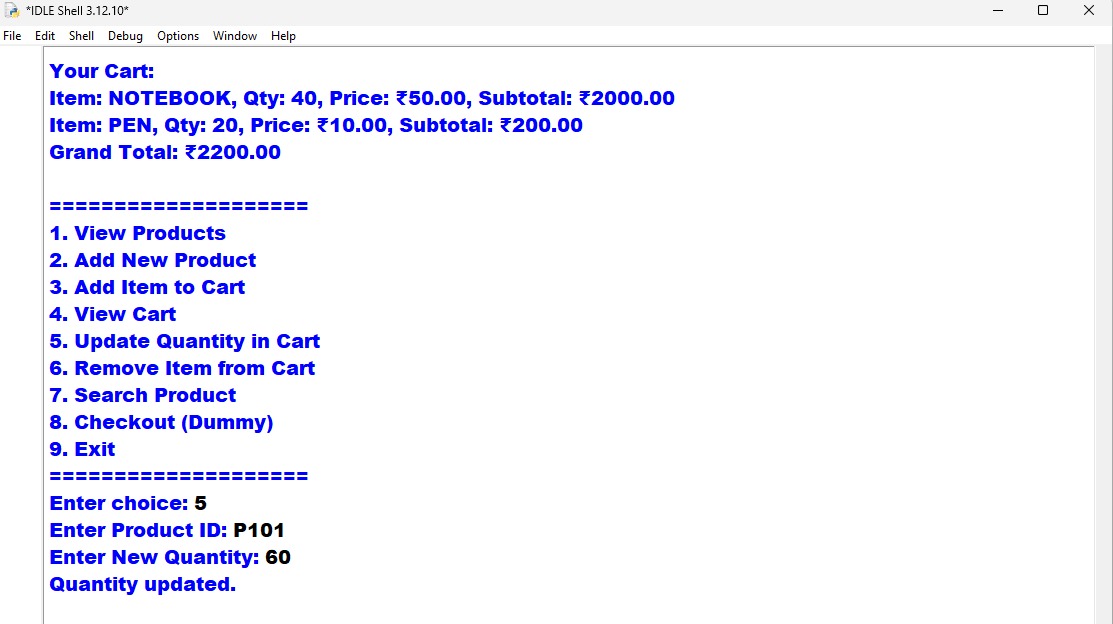 *IDLE Shell 3.12.10*
File Edit Shell Debug Options Window Help
Your Cart:
Item: NOTEBOOK, Qty: 40, Price: ₹50.00, Subtotal: ₹2000.00
Item: PEN, Qty: 20, Price: ₹10.00, Subtotal: ₹200.00
Grand Total: ₹2200.00
====================
1. View Products
2. Add New Product
3. Add Item to Cart
4. View Cart
5. Update Quantity in Cart
6. Remove Item from Cart
7. Search Product
8. Checkout (Dummy)
9. Exit
====================
Enter choice: 5
Enter Product ID: P101
Enter New Quantity: 60
Quantity updated.